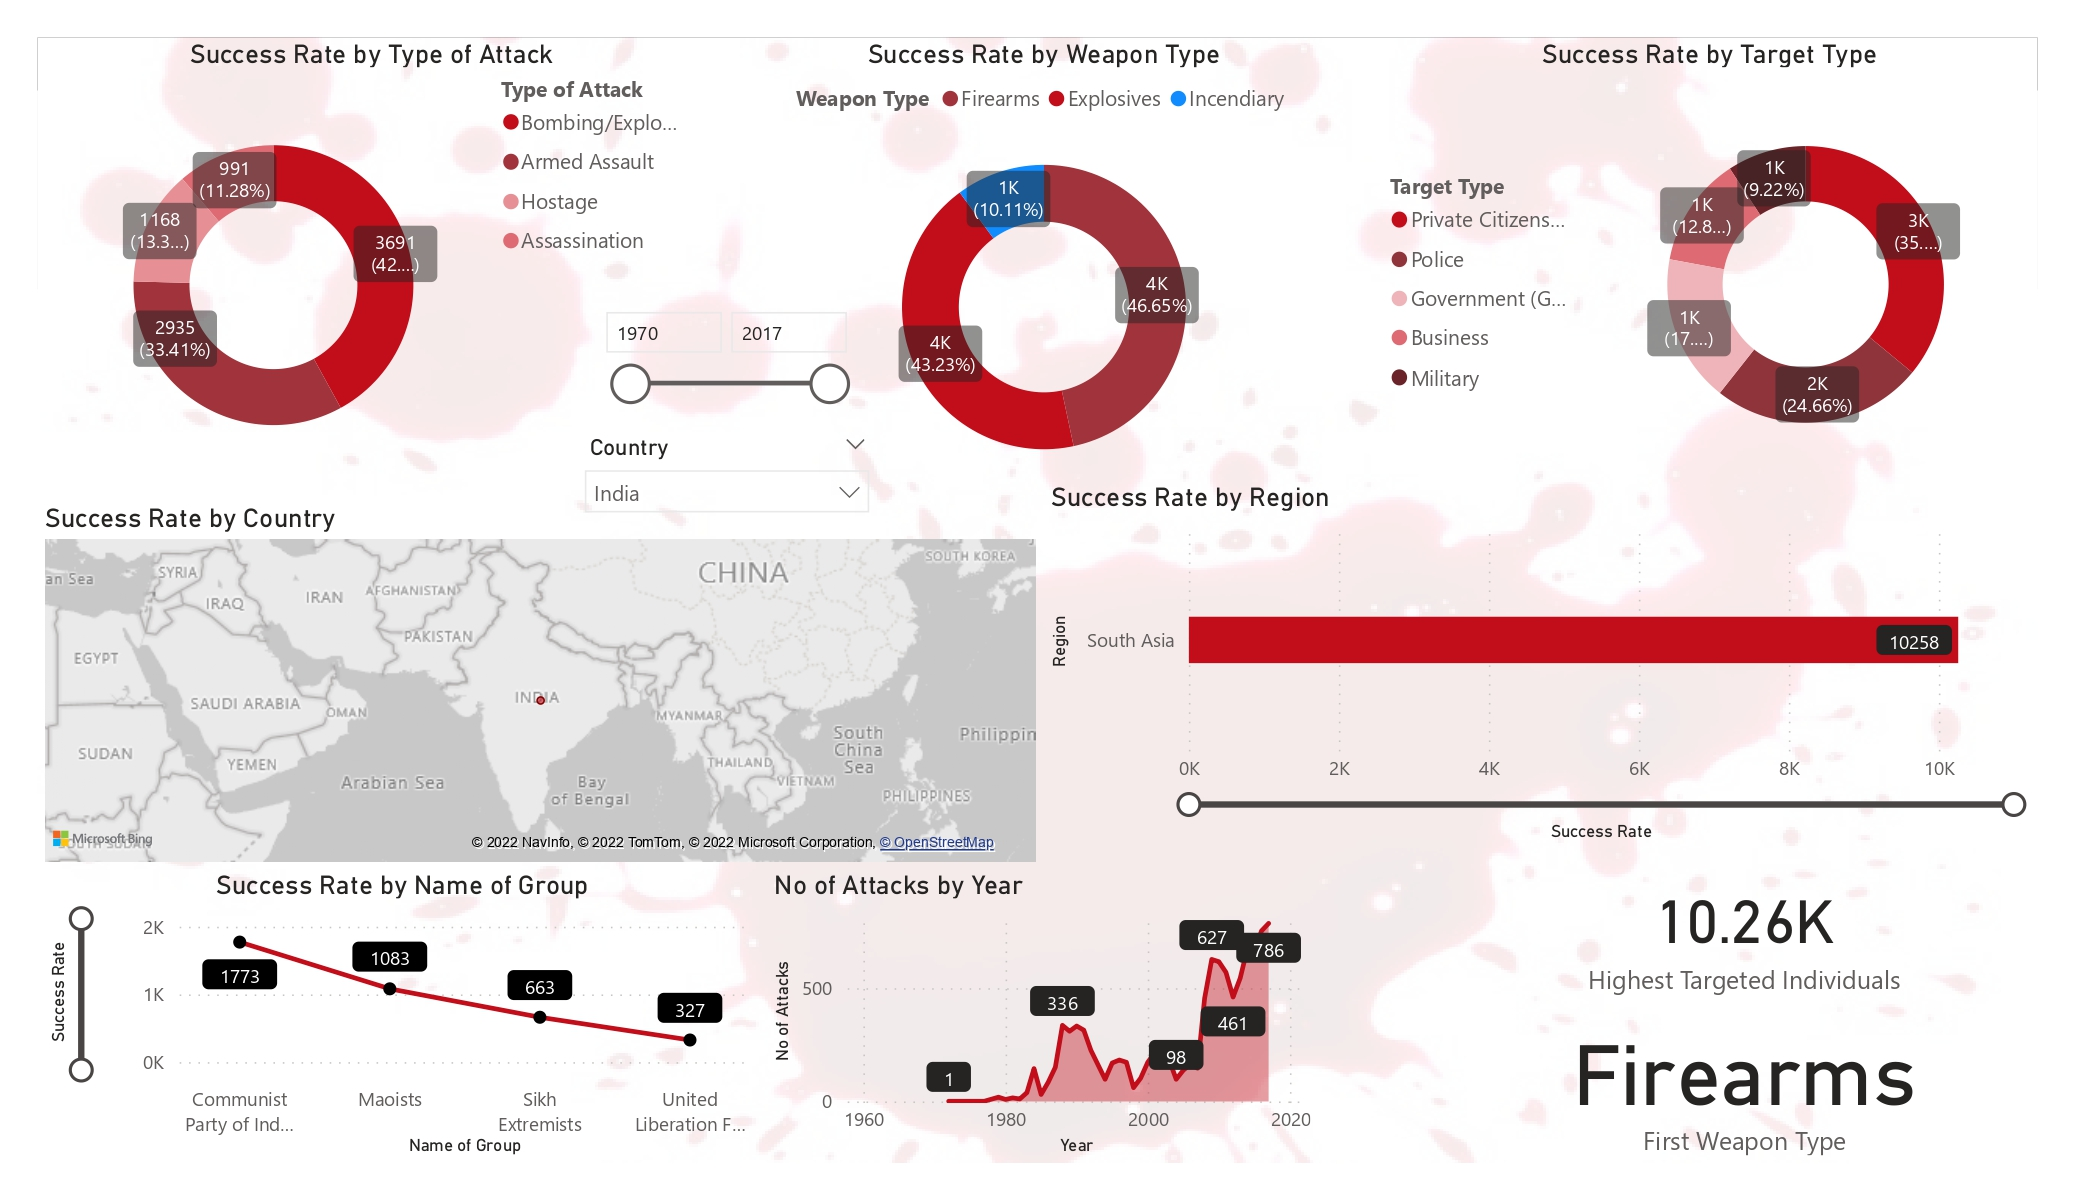 Success Rate by Type of Attack
Type of Attack
Bombing/Explo...
Armed Assault
Hostage
Assassination
991
(11.28%)
1168
(13.3...)
3691
(42....)
2935
(33.41%)
1970
2017
Country
India
Success Rate by Weapon Type
Weapon Type Firearms Explosives Incendiary
1K
(10.11%)
4K
(46.65%)
4K
(43.23%)
Success Rate by Target Type
Target Type
Private Citizens...
Police
Government (G...
Business
Military
1K
(9.22%)
1K
(12.8...)
3K
(35....)
1K
(17....)
2K
(24.66%)
Success Rate by Country
SOUTH KOREA
CHINA
an Sea
SYRIA
IRAQ
IRAN
AFGHANISTAN
PAKISTAN
EGYPT
SAUDI ARABIA
OMAN
INDIA
MYANMAR
SUDAN
YEMEN
Arabian Sea
Bay
of Bengal
THAILAND
VIETNAM
South
China
Sea
Philippin
PHILIPPINES
SOUTH SUDAN
Microsoft Bing
© 2022 NavInfo, © 2022 TomTom, © 2022 Microsoft Corporation, © OpenStreetMap
Success Rate by Region
Region
South Asia
10258
0K 2K 4K 6K 8K 10K
Success Rate
Success Rate by Name of Group
Success Rate
2K
1K
0K
1773
1083
663
327
Communist
Party of Ind...
Maoists
Sikh
Extremists
United
Liberation F...
Name of Group
No of Attacks by Year
No of Attacks
500
0
1
336
98
627
461
786
1960 1980 2000 2020
Year
10.26K
Highest Targeted Individuals
Firearms
First Weapon Type